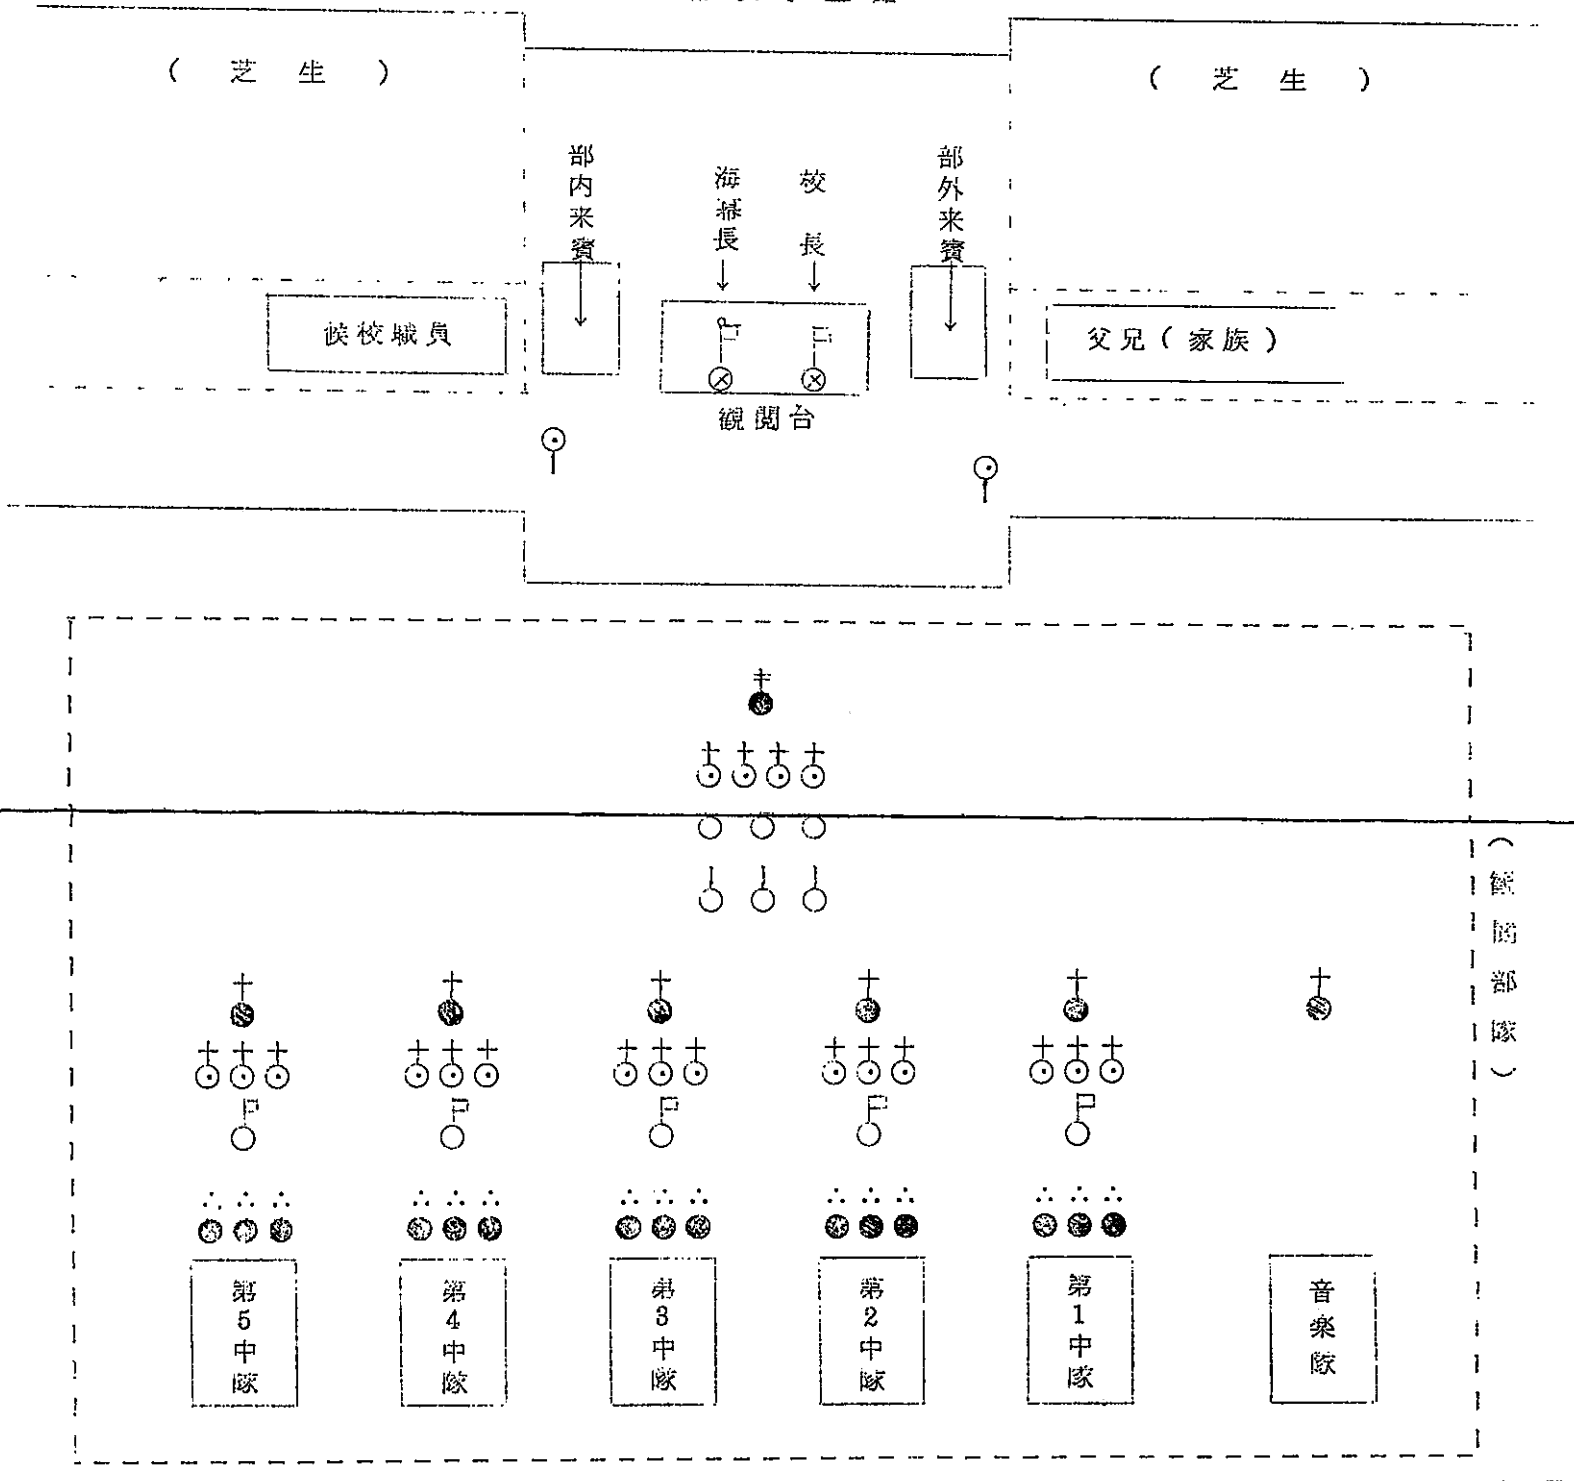 ( 芝 生 )
( 芝 生 )
部内来賓
海幕長
校長
部外来賓
候校職員
父兄(家族)
観閲台
(観閲部隊)
第5中隊
第4中隊
第3中隊
第2中隊
第1中隊
音楽隊